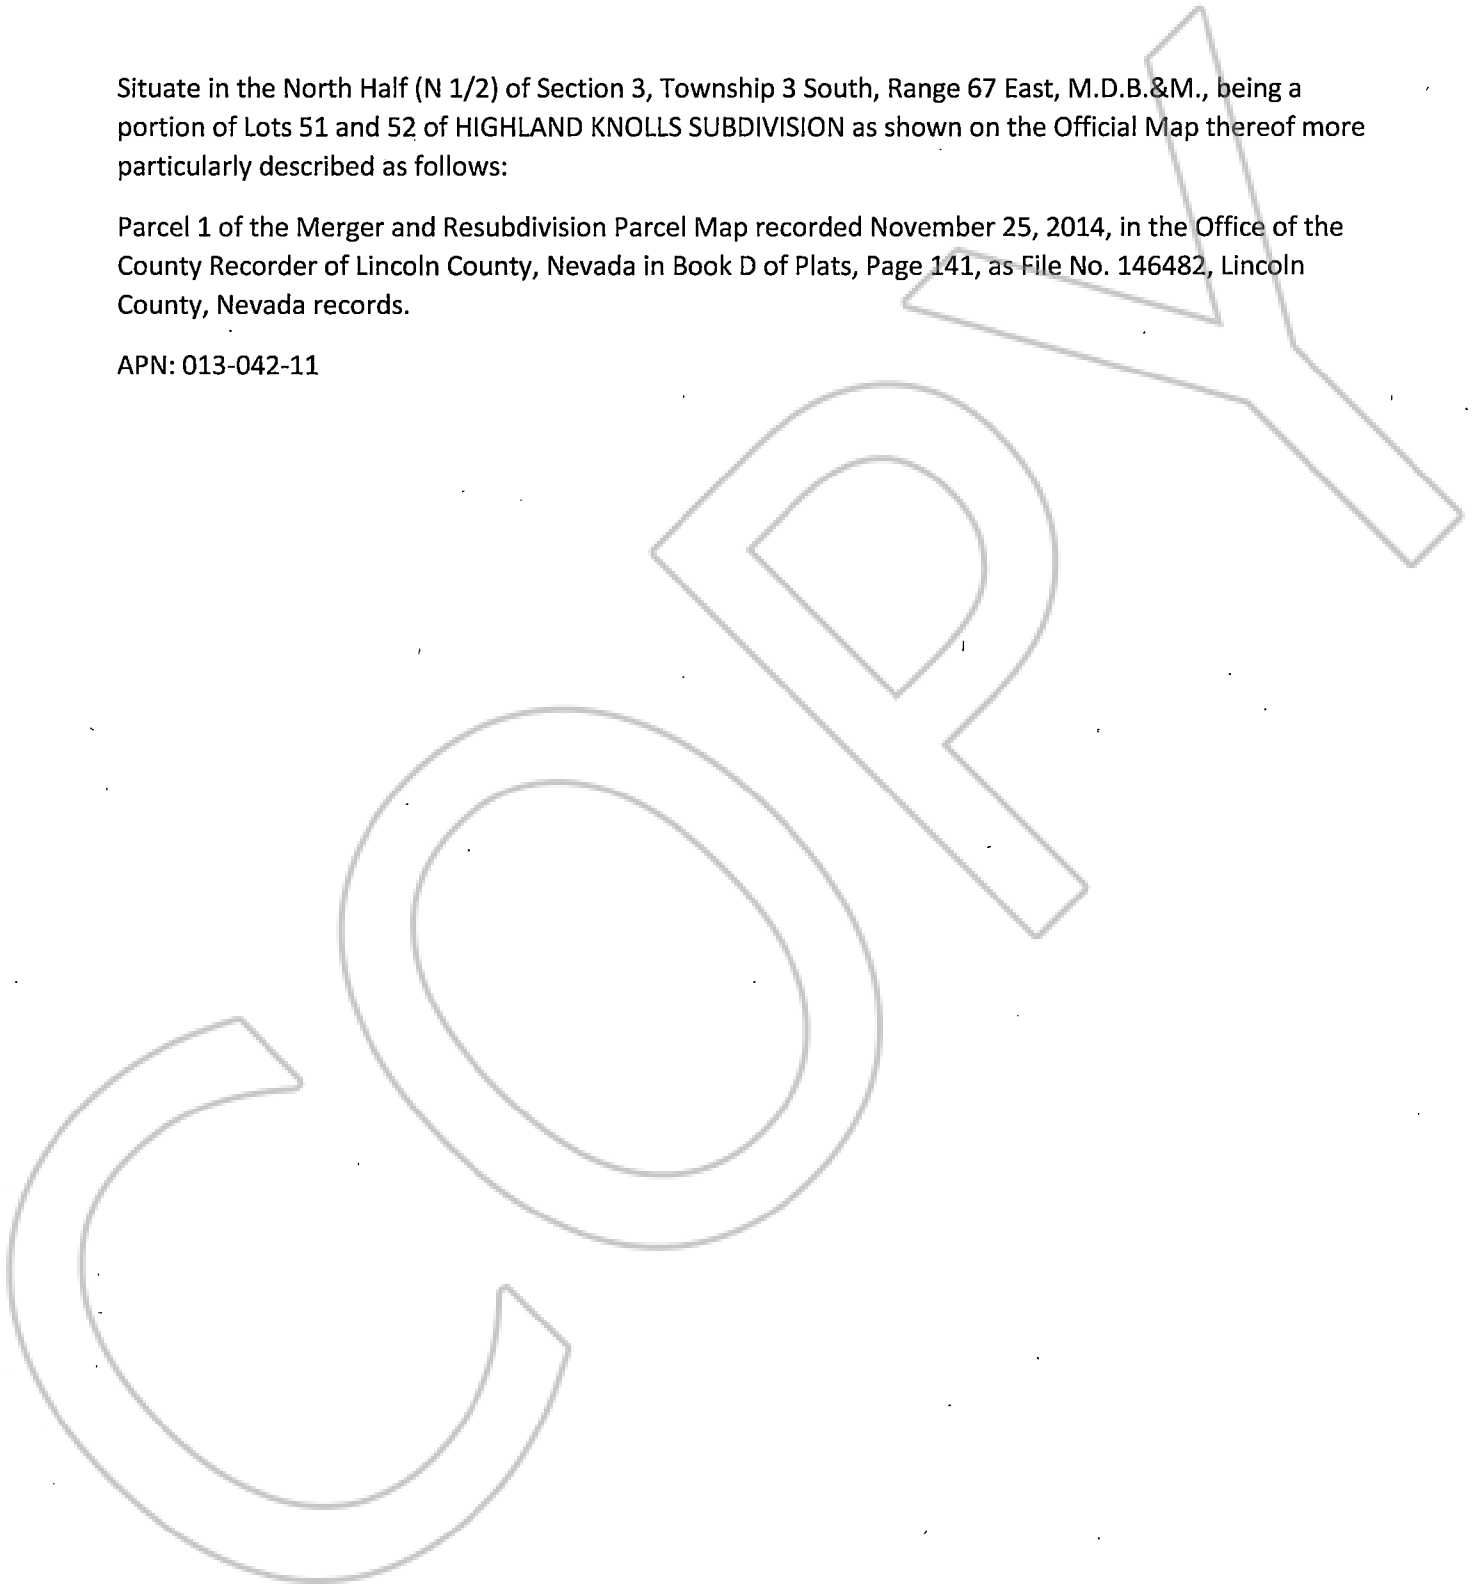 Situate in the North Half (N 1/2) of Section 3, Township 3 South, Range 67 East, M.D.B.&M., being a
portion of Lots 51 and 52 of HIGHLAND KNOLLS SUBDIVISION as shown on the Official Map thereof more
particularly described as follows:
Parcel 1 of the Merger and Resubdivision Parcel Map recorded November 25, 2014, in the Office of the
County Recorder of Lincoln County, Nevada in Book D of Plats, Page 141, as File No. 146482, Lincoln
County, Nevada records.
APN: 013-042-11
COPY